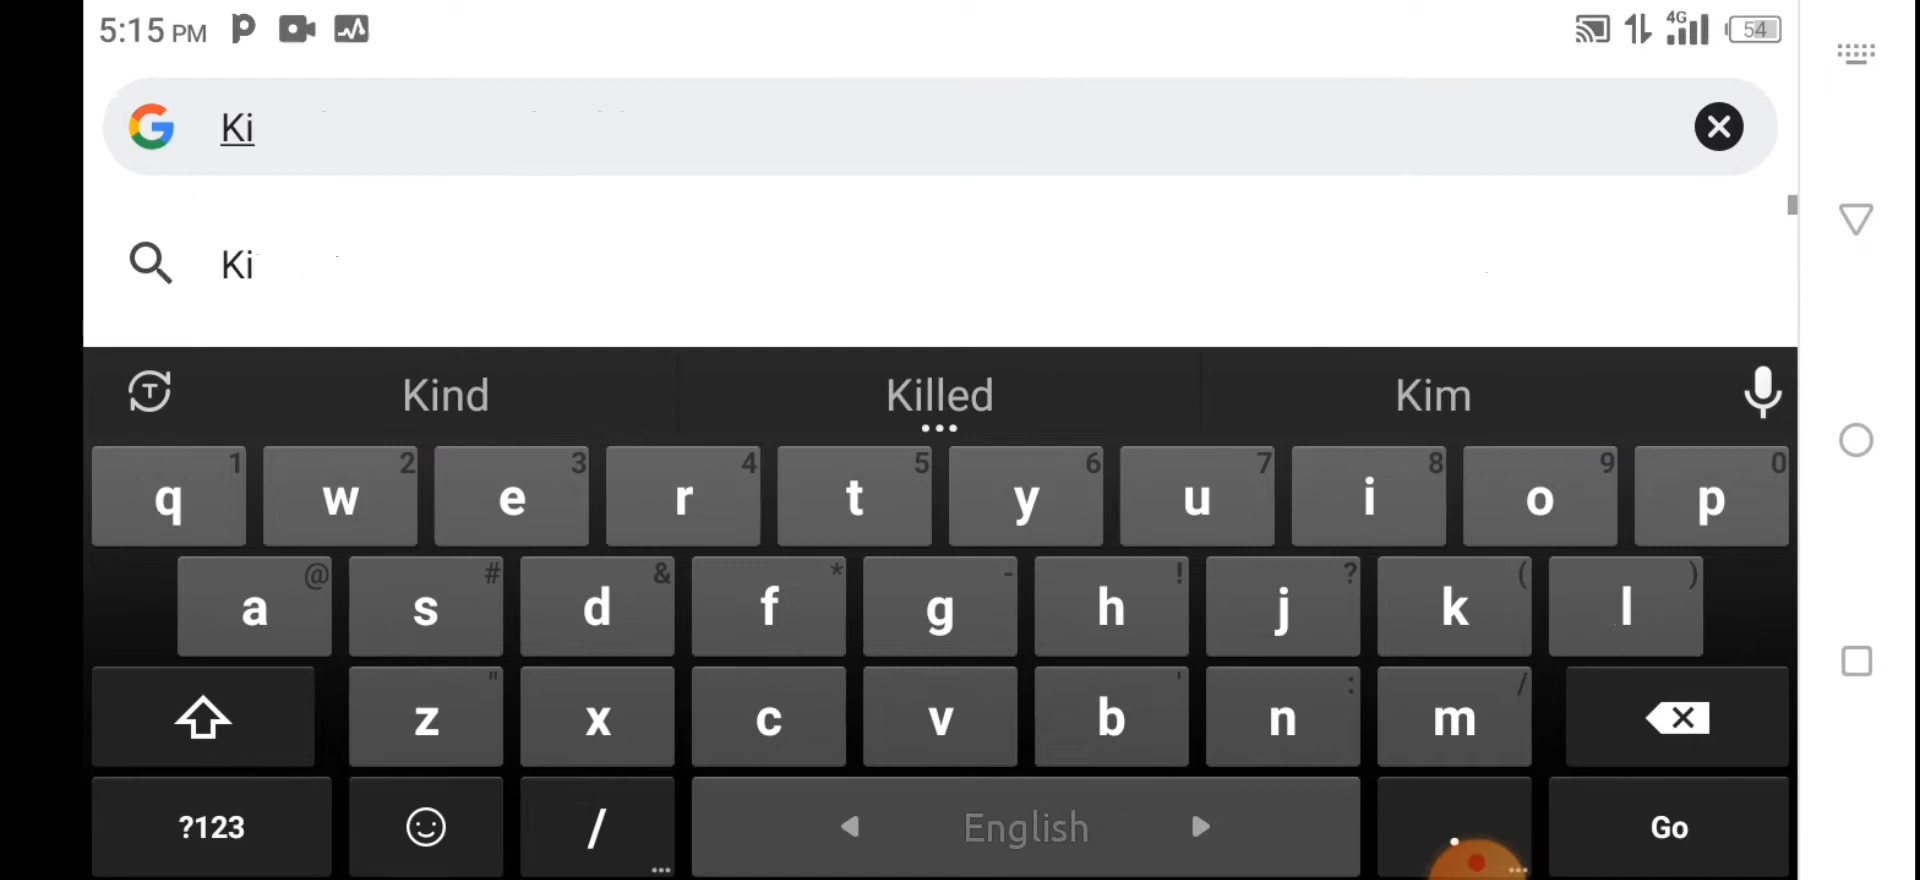 5:15 PM 4G 54
Ki
Ki
Kind Killed Kim
1 2 3 4 5 6 7 8 9 0
q w e r t y u i o p
@ # & * - ! ? ( )
a s d f g h j k l
" ' : /
z x c v b n m
?123 / English . Go